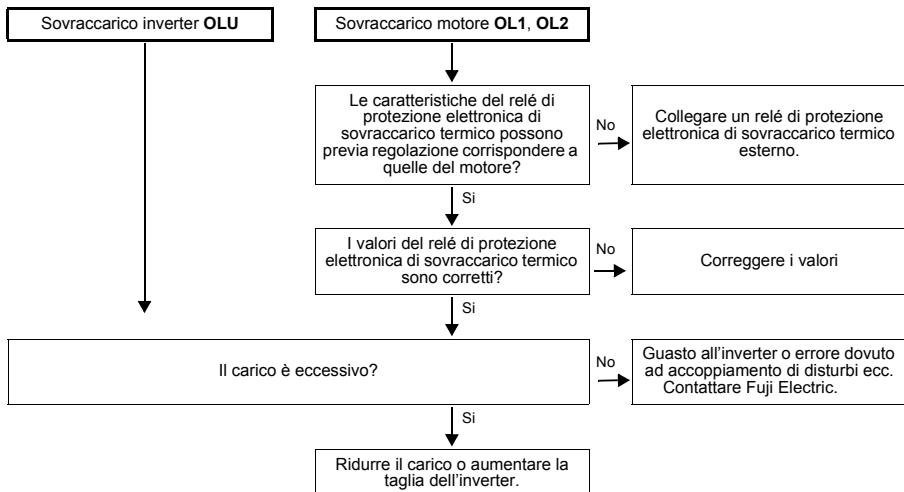 Sovraccarico inverter OLU
Sovraccarico motore OL1, OL2
Le caratteristiche del relé di
protezione elettronica di
sovraccarico termico possono
previa regolazione corrispondere a
quelle del motore?
No
Collegare un relé di protezione
elettronica di sovraccarico termico
esterno.
Si
I valori del relé di protezione
elettronica di sovraccarico termico
sono corretti?
No
Correggere i valori
Si
Il carico è eccessivo?
No
Guasto all'inverter o errore dovuto
ad accoppiamento di disturbi ecc.
Contattare Fuji Electric.
Si
Ridurre il carico o aumentare la
taglia dell'inverter.